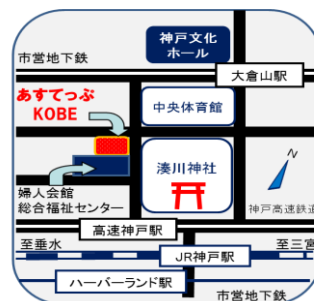 神戸文化
ホール
市営地下鉄
大倉山駅
あすてっぷ
KOBE
中央体育館
湊川神社
N
婦人会館
総合福祉センター
神戸高速鉄道
高速神戸駅
至垂水
至三宮
JR神戸駅
ハーバーランド駅
市営地下鉄